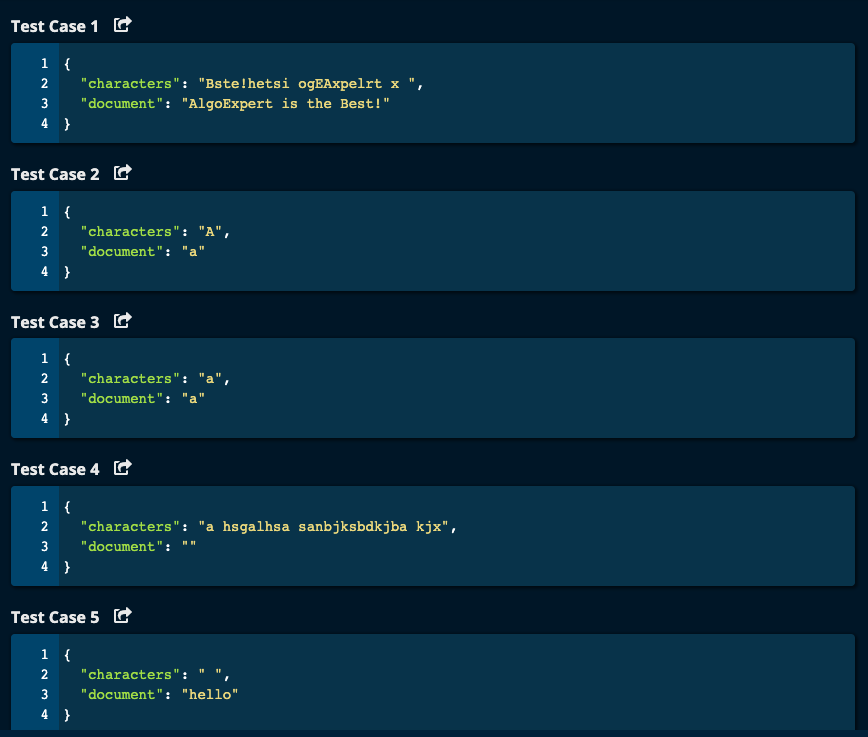 Test Case 1
1 {
2   "characters": "Bste!hetsi ogEAxpelrt x ",
3   "document": "AlgoExpert is the Best!"
4 }
Test Case 2
1 {
2   "characters": "A",
3   "document": "a"
4 }
Test Case 3
1 {
2   "characters": "a",
3   "document": "a"
4 }
Test Case 4
1 {
2   "characters": "a hsgalhsa sanbjksbdkjba kjx",
3   "document": ""
4 }
Test Case 5
1 {
2   "characters": " ",
3   "document": "hello"
4 }